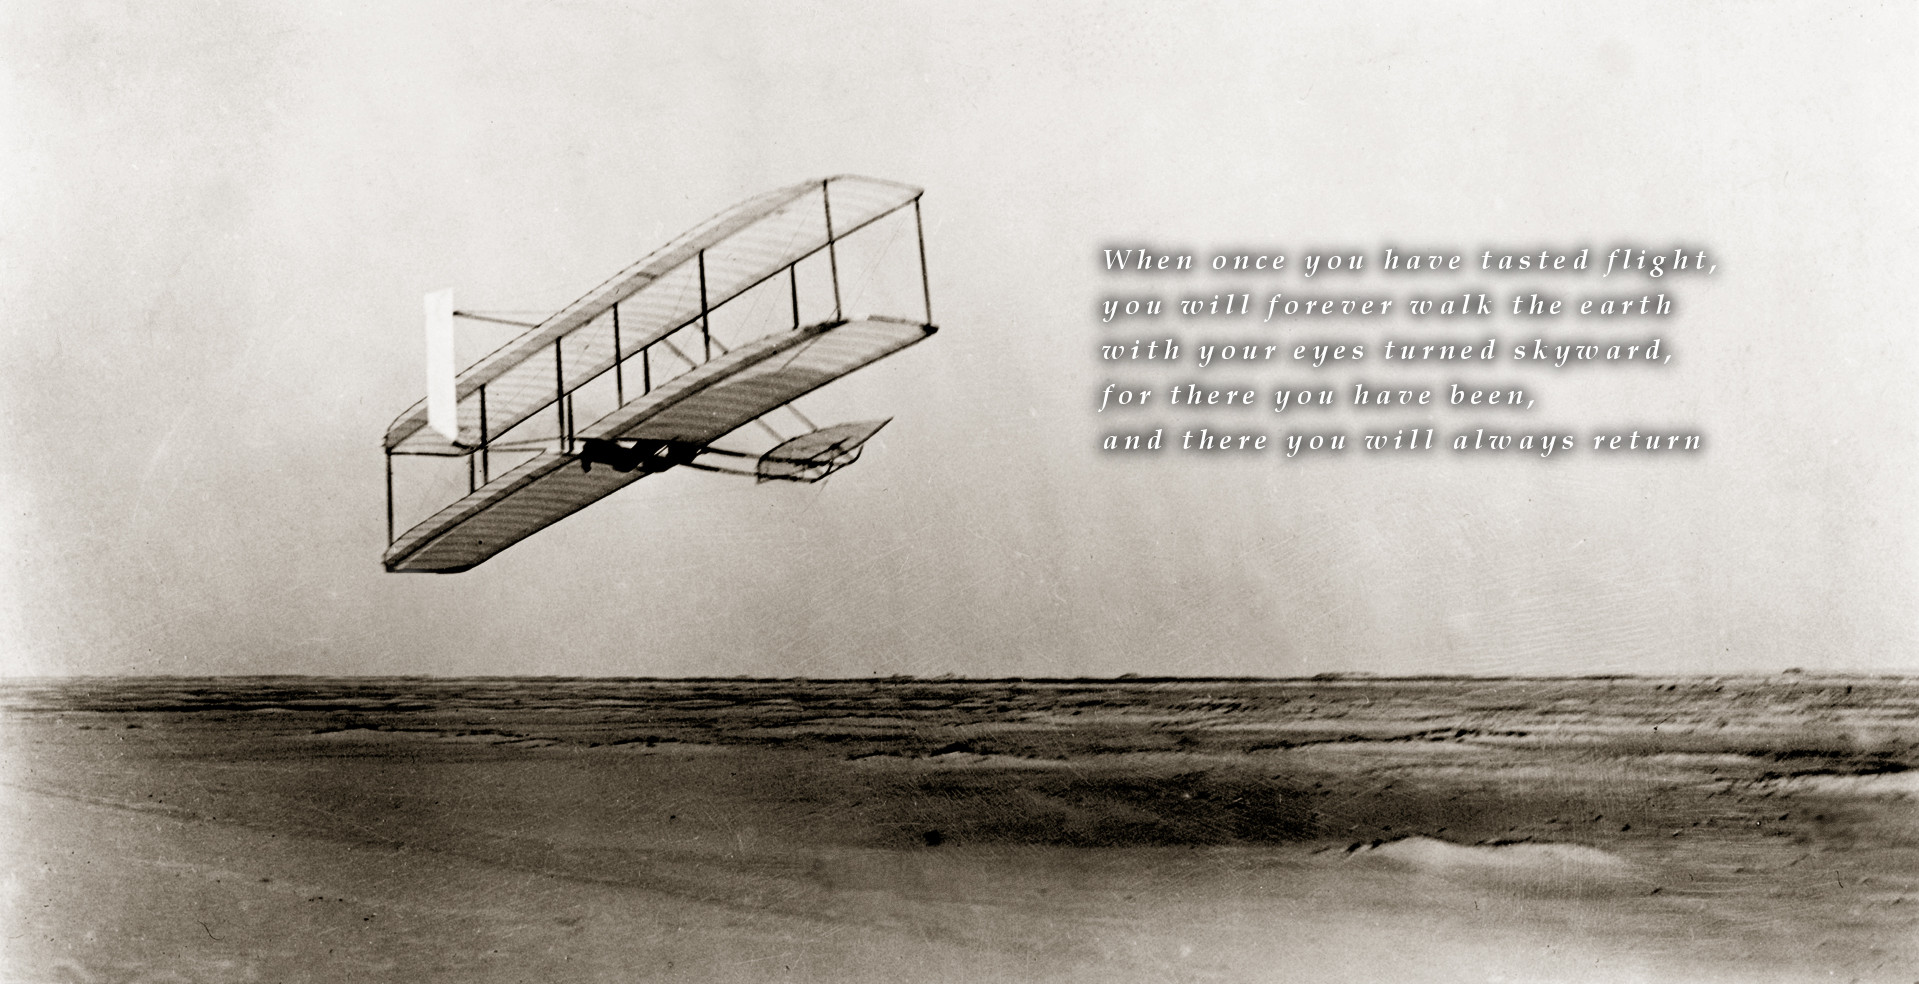 When once you have tasted flight,
you will forever walk the earth
with your eyes turned skyward,
for there you have been,
and there you will always return